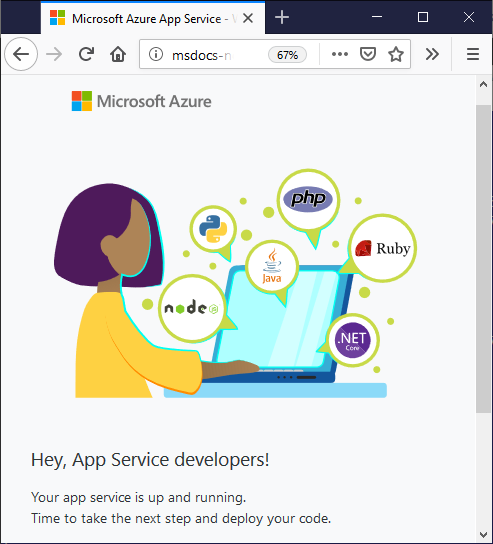 Microsoft Azure App Service - W
msdocs-n
67%
Microsoft Azure
php
Java
Ruby
node
JS
.NET
Core
Hey, App Service developers!
Your app service is up and running.
Time to take the next step and deploy your code.